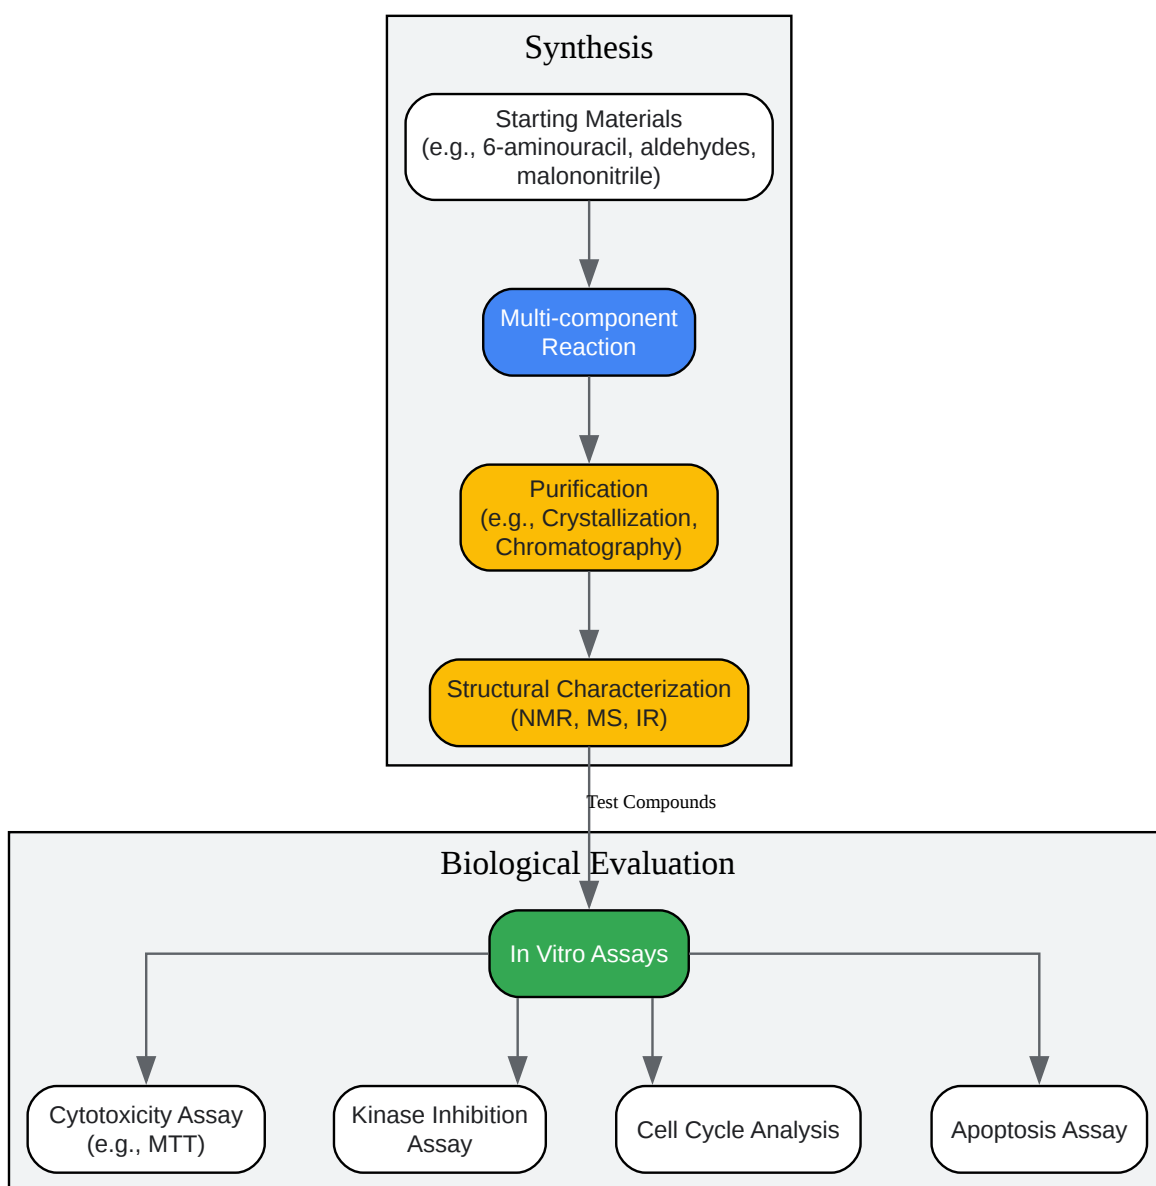 Synthesis
Starting Materials
(e.g., 6-aminouracil, aldehydes,
malononitrile)
Multi-component
Reaction
Purification
(e.g., Crystallization,
Chromatography)
Structural Characterization
(NMR, MS, IR)
Test Compounds
Biological Evaluation
In Vitro Assays
Cytotoxicity Assay
(e.g., MTT)
Kinase Inhibition
Assay
Cell Cycle Analysis
Apoptosis Assay